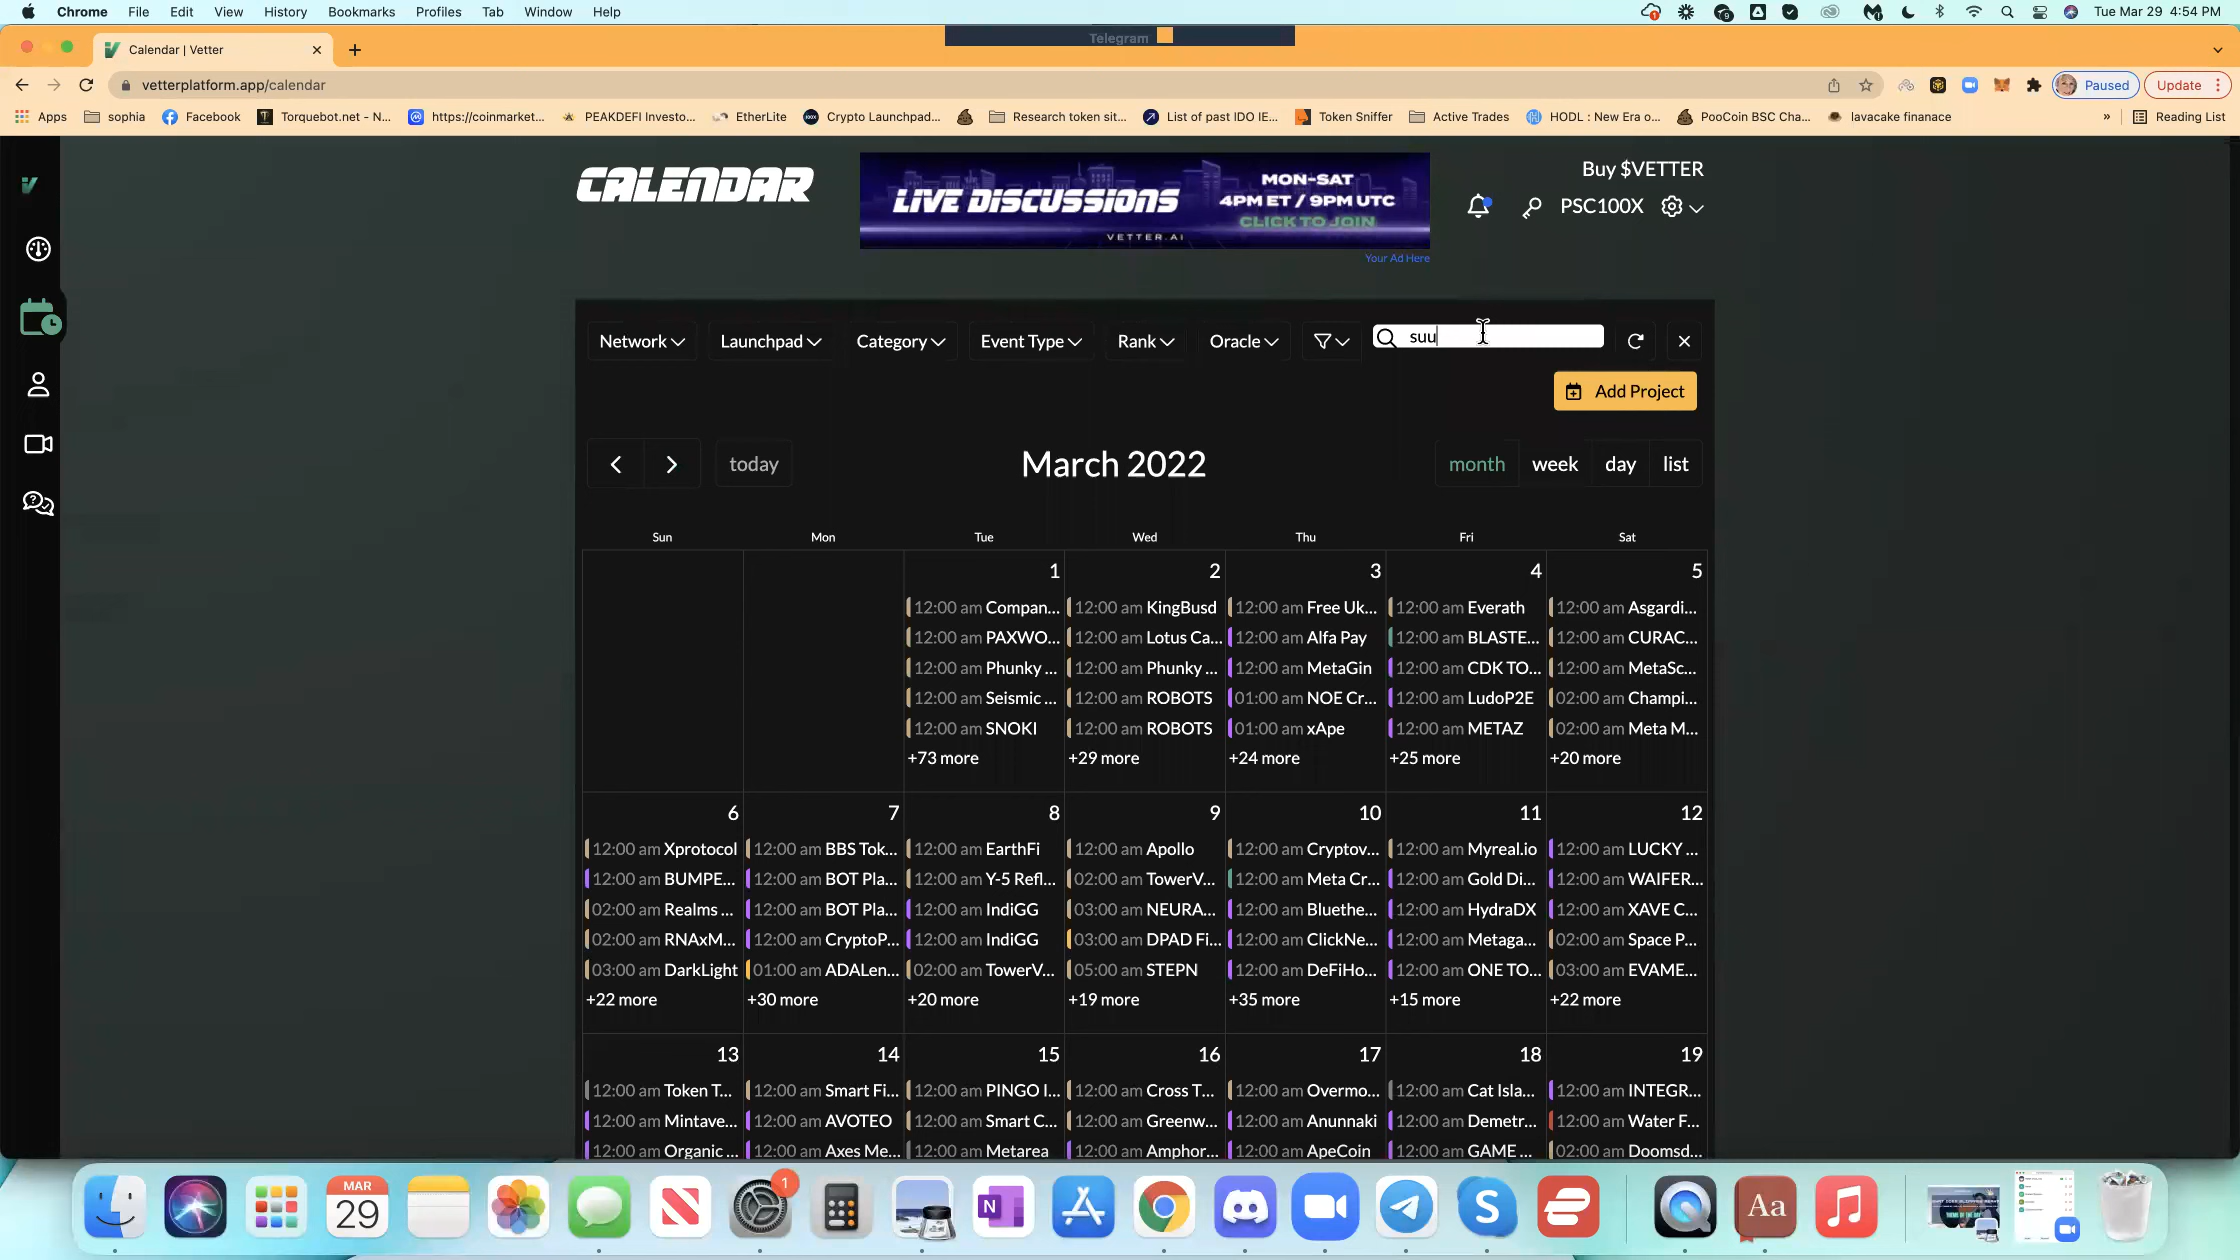 Chrome File Edit View History Bookmarks Profiles Tab Window Help
Tue Mar 29 4:54 PM
Calendar | Vetter
Telegram
vetterplatform.app/calendar
Paused
Update
Apps
sophia
Facebook
Torquebot.net - N...
https://coinmarket...
PEAKDEFI Investo...
EtherLite
Crypto Launchpad...
Research token sit...
List of past IDO IE...
Token Sniffer
Active Trades
HODL : New Era o...
PooCoin BSC Cha...
lavacake finanace
»
Reading List
CALENDAR
LIVE DISCUSSIONS
MON-SAT
4PM ET / 9PM UTC
CLICK TO JOIN
VETTER.AI
Your Ad Here
Buy $VETTER
PSC100X
Network
Launchpad
Category
Event Type
Rank
Oracle
suu
Add Project
today
March 2022
month week day list
Sun Mon Tue Wed Thu Fri Sat
1 2 3 4 5
12:00 am Compan... 12:00 am KingBusd 12:00 am Free Uk... 12:00 am Everath 12:00 am Asgardi...
12:00 am PAXWO... 12:00 am Lotus Ca... 12:00 am Alfa Pay 12:00 am BLASTE... 12:00 am CURAC...
12:00 am Phunky ... 12:00 am Phunky ... 12:00 am MetaGin 12:00 am CDK TO... 12:00 am MetaSc...
12:00 am Seismic ... 12:00 am ROBOTS 01:00 am NOE Cr... 12:00 am LudoP2E 02:00 am Champi...
12:00 am SNOKI 12:00 am ROBOTS 01:00 am xApe 12:00 am METAZ 02:00 am Meta M...
+73 more +29 more +24 more +25 more +20 more
6 7 8 9 10 11 12
12:00 am Xprotocol 12:00 am BBS Tok... 12:00 am EarthFi 12:00 am Apollo 12:00 am Cryptov... 12:00 am Myreal.io 12:00 am LUCKY ...
12:00 am BUMPE... 12:00 am BOT Pla... 12:00 am Y-5 Refl... 02:00 am TowerV... 12:00 am Meta Cr... 12:00 am Gold Di... 12:00 am WAIFER...
02:00 am Realms ... 12:00 am BOT Pla... 12:00 am IndiGG 03:00 am NEURA... 12:00 am Bluethe... 12:00 am HydraDX 12:00 am XAVE C...
02:00 am RNAxM... 12:00 am CryptoP... 12:00 am IndiGG 03:00 am DPAD Fi... 12:00 am ClickNe... 12:00 am Metaga... 02:00 am Space P...
03:00 am DarkLight 01:00 am ADALen... 02:00 am TowerV... 05:00 am STEPN 12:00 am DeFiHo... 12:00 am ONE TO... 03:00 am EVAME...
+22 more +30 more +20 more +19 more +35 more +15 more +22 more
13 14 15 16 17 18 19
12:00 am Token T... 12:00 am Smart Fi... 12:00 am PINGO I... 12:00 am Cross T... 12:00 am Overmo... 12:00 am Cat Isla... 12:00 am INTEGR...
12:00 am Mintave... 12:00 am AVOTEO 12:00 am Smart C... 12:00 am Greenw... 12:00 am Anunnaki 12:00 am Demetr... 12:00 am Water F...
12:00 am Organic ... 12:00 am Axes Me... 12:00 am Metarea 12:00 am Amphor... 12:00 am ApeCoin 12:00 am GAME ... 02:00 am Doomsd...
MAR
29
1
N
S
Aa